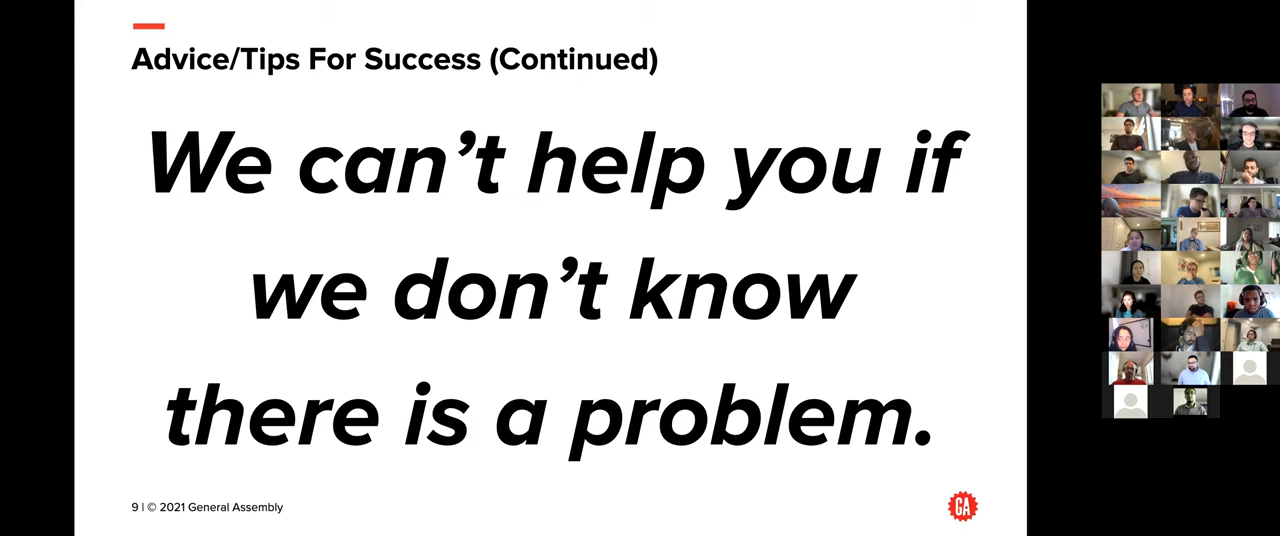 Advice/Tips For Success (Continued)
We can’t help you if
we don’t know
there is a problem.
9 | © 2021 General Assembly
GA